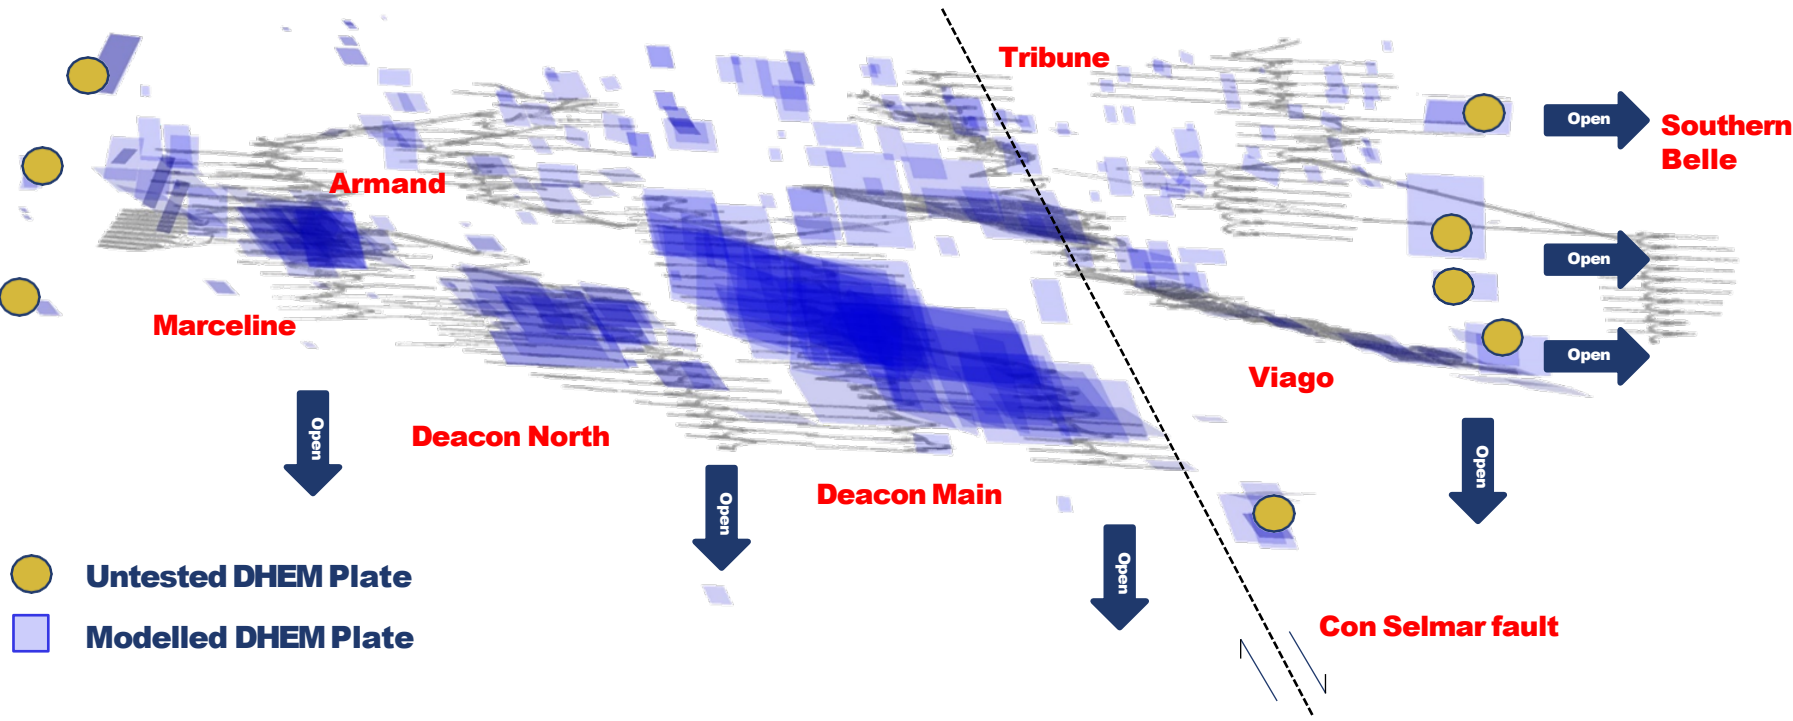 Tribune
Open
Southern
Belle
Armand
Open
Marceline
Open
Viago
Open
Deacon North
Open
Deacon Main
Open
Open
Untested DHEM Plate
Modelled DHEM Plate
Con Selmar fault